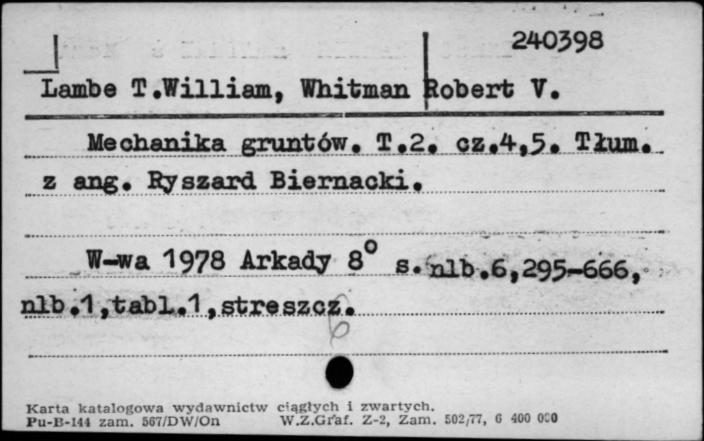 240398
Lambe T.William, Whitman Robert V.
Mechanika gruntów. T.2. cz.4,5. Tłum.
z ang. Ryszard Biernacki.
W-wa 1978 Arkady 8° s. nlb.6,295-666,
nlb.1,tabl.1,streszcz.
6
Karta katalogowa wydawnictw ciągłych i zwartych.
Pu-B-144 zam. 567/DW/On W.Z.Graf. Z-2, Zam. 502/77, 6 400 000